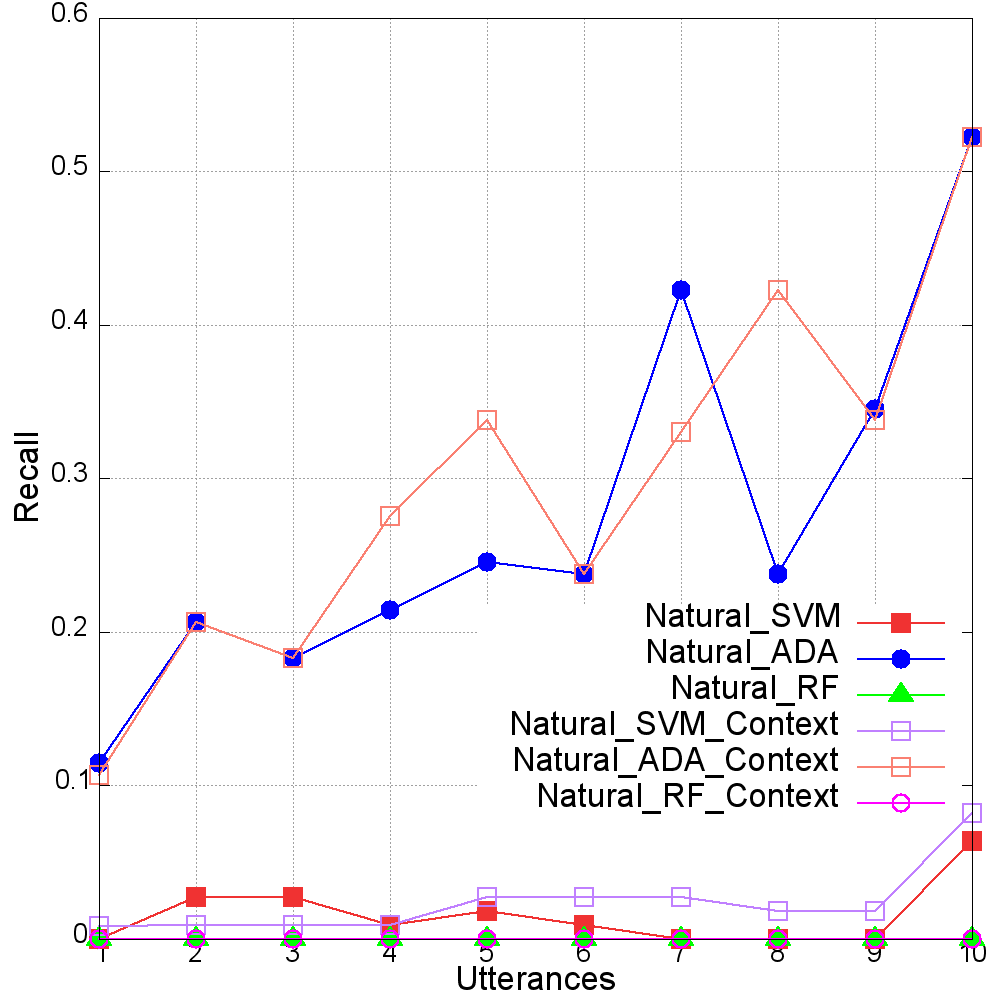 0.6
0.5
0.4
0.3
0.2
0.1
0
Recall
Natural_SVM
Natural_ADA
Natural_RF
Natural_SVM_Context
Natural_ADA_Context
Natural_RF_Context
1 2 3 4 5 6 7 8 9 10
Utterances